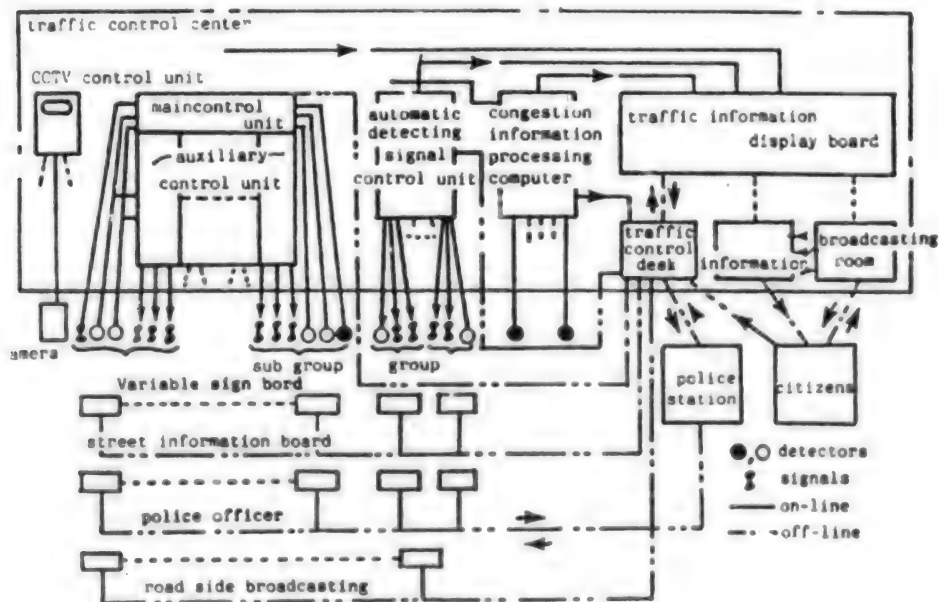 traffic control center
CCTV control unit
maincontrol
unit
auxiliary
control unit
automatic
detecting
signal
control unit
congestion
information
processing
computer
traffic information
display board
traffic
control
desk
information
broadcasting
room
amera
sub group
group
police
station
citizens
Variable sign bord
street information board
police officer
road side broadcasting
detectors
signals
on-line
off-line